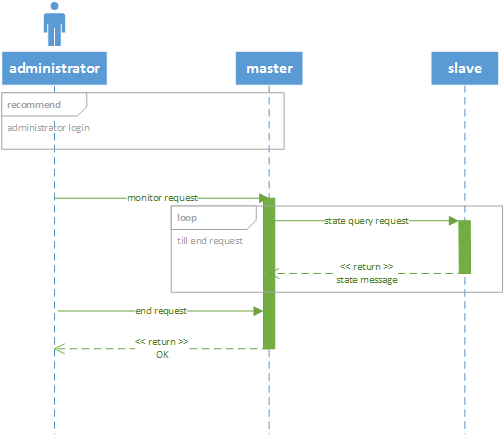 administrator
master
slave
recommend
administrator login
monitor request
loop
state query request
till end request
<< return >>
state message
end request
<< return >>
OK